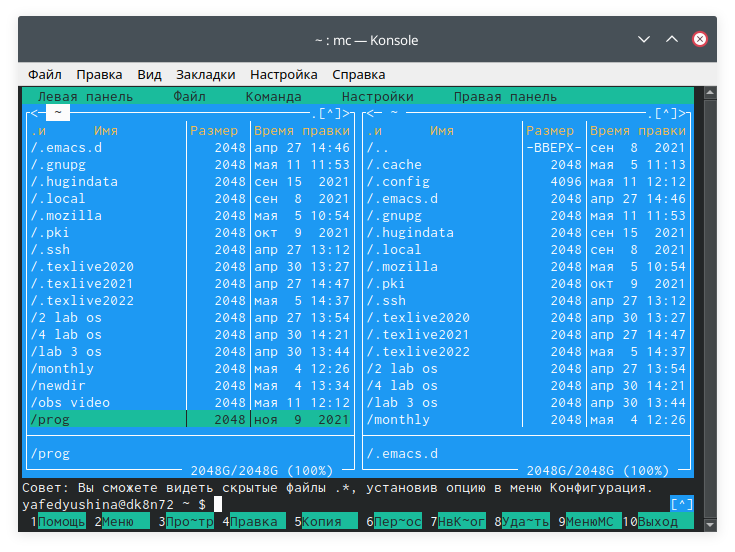 ~ : mc — Konsole
Файл Правка Вид Закладки Настройка Справка
Левая панель Файл Команда Настройки Правая панель
<─ ~ ─.[^]> <─ ~ ─.[^]>
.и Имя Размер Время правки .и Имя Размер Время правки
/.emacs.d 2048 апр 27 14:46 /.. -ВВЕРХ- сен 8 2021
/.gnupg 2048 мая 11 11:53 /.cache 2048 мая 5 11:13
/.hugindata 2048 сен 15 2021 /.config 4096 мая 11 12:12
/.local 2048 сен 8 2021 /.emacs.d 2048 апр 27 14:46
/.mozilla 2048 мая 5 10:54 /.gnupg 2048 мая 11 11:53
/.pki 2048 окт 9 2021 /.hugindata 2048 сен 15 2021
/.ssh 2048 апр 27 13:12 /.local 2048 сен 8 2021
/.texlive2020 2048 апр 30 13:27 /.mozilla 2048 мая 5 10:54
/.texlive2021 2048 апр 27 14:47 /.pki 2048 окт 9 2021
/.texlive2022 2048 мая 5 14:37 /.ssh 2048 апр 27 13:12
/2 lab os 2048 апр 27 13:54 /.texlive2020 2048 апр 30 13:27
/4 lab os 2048 апр 30 14:21 /.texlive2021 2048 апр 27 14:47
/lab 3 os 2048 апр 30 13:44 /.texlive2022 2048 мая 5 14:37
/monthly 2048 мая 4 12:26 /2 lab os 2048 апр 27 13:54
/newdir 2048 мая 4 13:34 /4 lab os 2048 апр 30 14:21
/obs video 2048 мая 11 12:12 /lab 3 os 2048 апр 30 13:44
/prog 2048 ноя 9 2021 /monthly 2048 мая 4 12:26
/prog /.emacs.d
2048G/2048G (100%) 2048G/2048G (100%)
Совет: Вы сможете видеть скрытые файлы .*, установив опцию в меню Конфигурация.
yafedyushina@dk8n72 ~ $ [^]
1Помощь 2Меню 3Про~тр 4Правка 5Копия 6Пер~ос 7НвК~ог 8Уда~ть 9МенюMC 10Выход